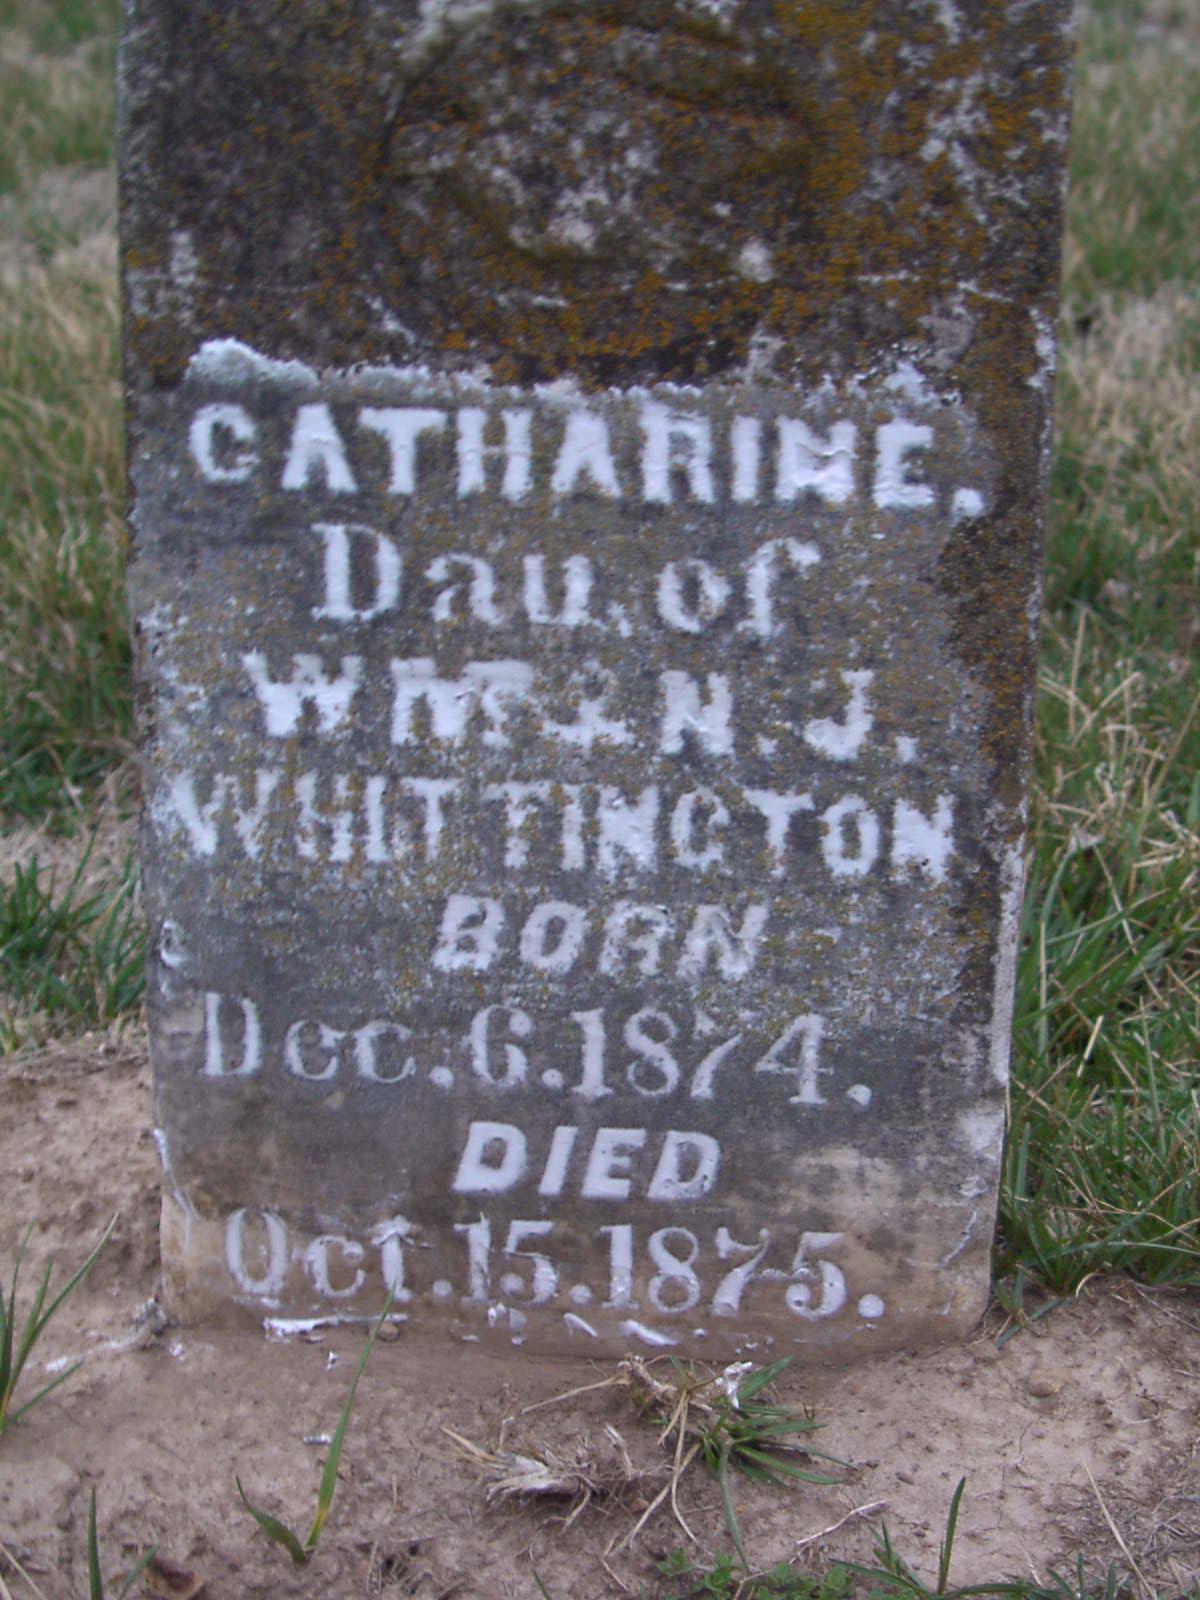 CATHARINE.
Dau. of
WM & N. J.
WHITTINGTON
BORN
Dec. 6. 1874.
DIED
Oct. 15. 1875.